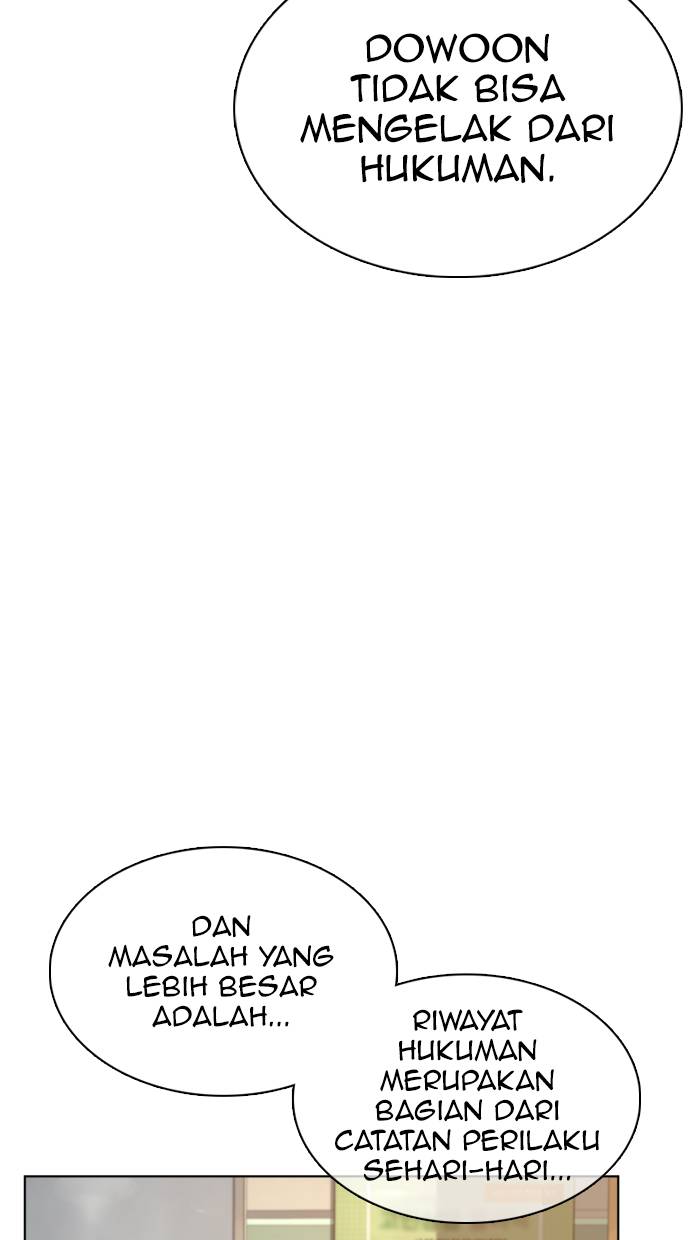 DOWOON
TIDAK BISA
MENGELAK DARI
HUKUMAN.
DAN
MASALAH YANG
LEBIH BESAR
ADALAH...
RIWAYAT
HUKUMAN
MERUPAKAN
BAGIAN DARI
CATATAN PERILAKU
SEHARI-HARI...